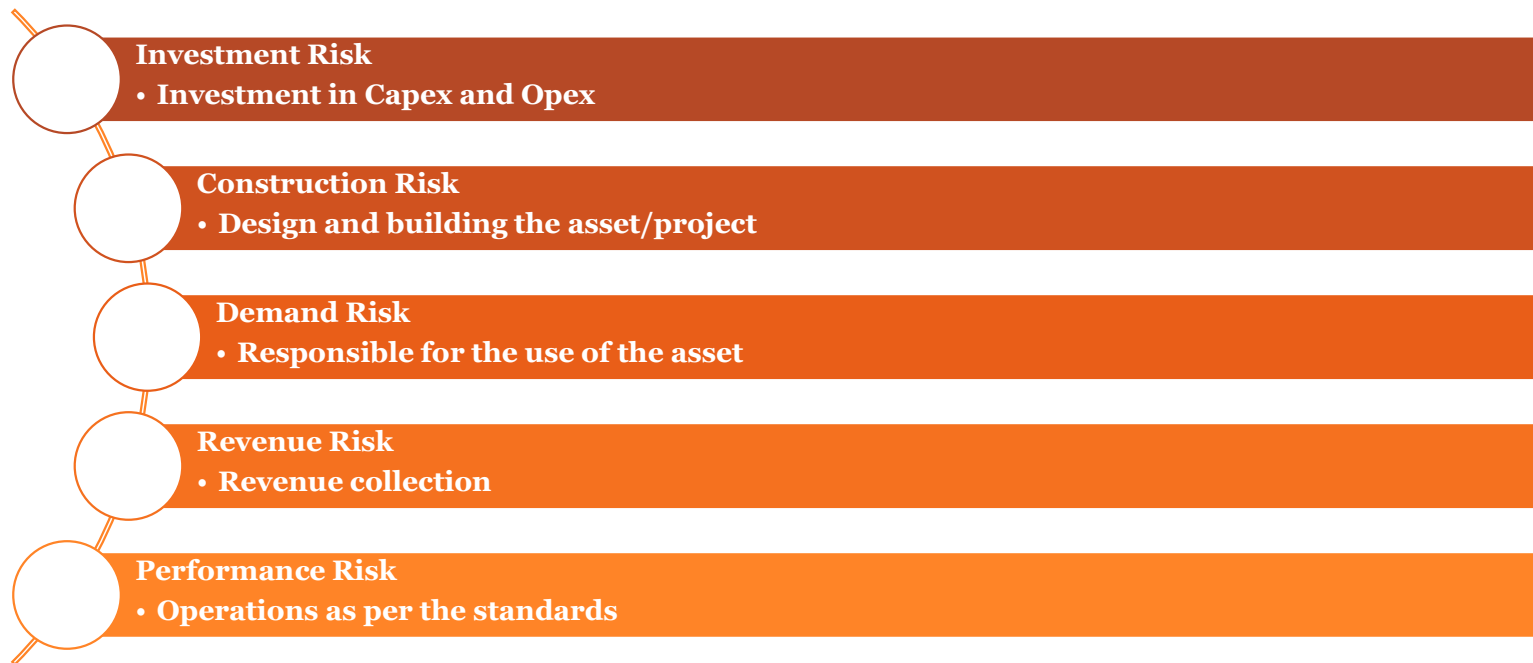 Investment Risk
• Investment in Capex and Opex
Construction Risk
• Design and building the asset/project
Demand Risk
• Responsible for the use of the asset
Revenue Risk
• Revenue collection
Performance Risk
• Operations as per the standards